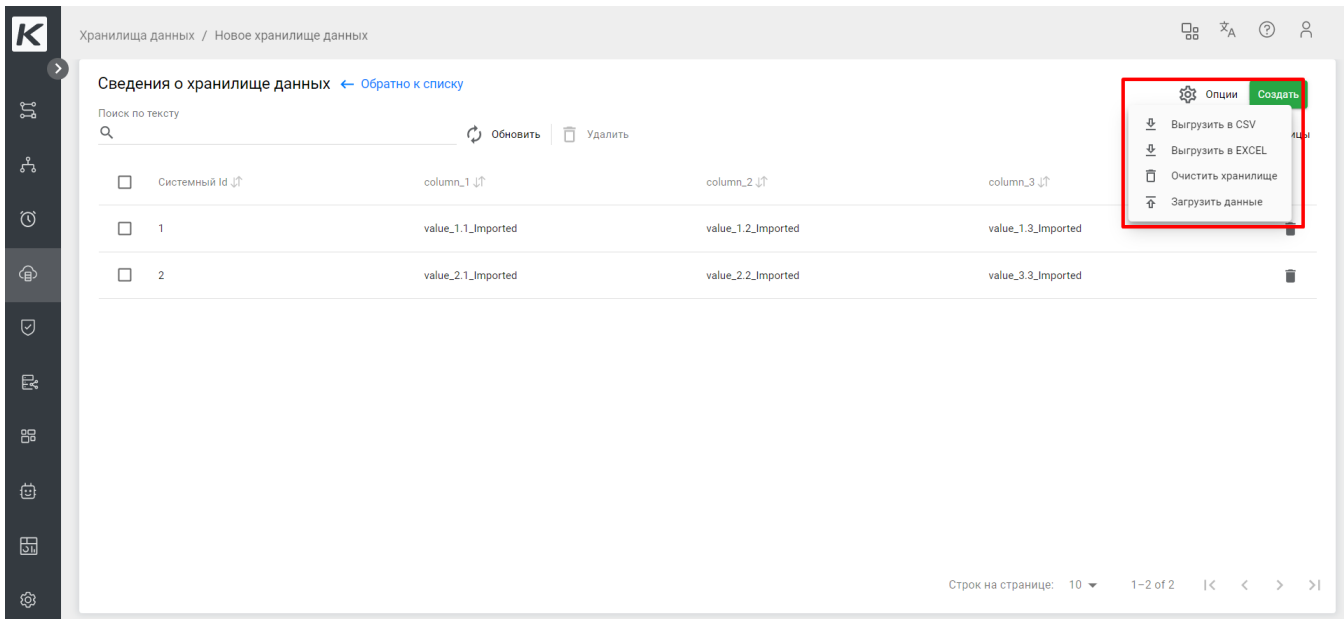 K
Хранилища данных / Новое хранилище данных
Сведения о хранилище данных ← Обратно к списку
Опции Создать
Поиск по тексту
Обновить Удалить
Выгрузить в CSV
Выгрузить в EXCEL
Очистить хранилище
Загрузить данные
Системный Id column_1 column_2 column_3
1 value_1.1_Imported value_1.2_Imported value_1.3_Imported
2 value_2.1_Imported value_2.2_Imported value_3.3_Imported
Строк на странице: 10 1–2 of 2